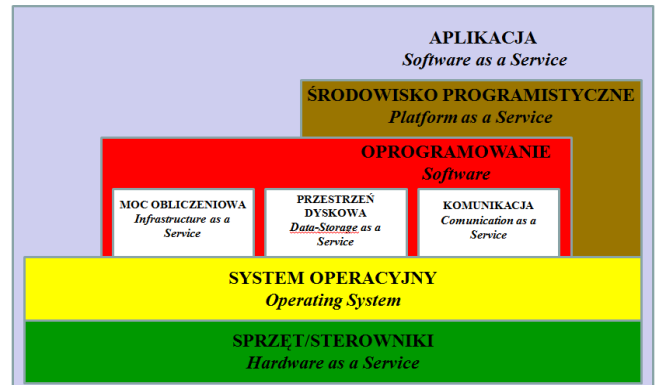 APLIKACJA
Software as a Service
ŚRODOWISKO PROGRAMISTYCZNE
Platform as a Service
OPROGRAMOWANIE
Software
MOC OBLICZENIOWA
Infrastructure as a
Service
PRZESTRZEŃ
DYSKOWA
Data-Storage as a
Service
KOMUNIKACJA
Comunication as a
Service
SYSTEM OPERACYJNY
Operating System
SPRZĘT/STEROWNIKI
Hardware as a Service